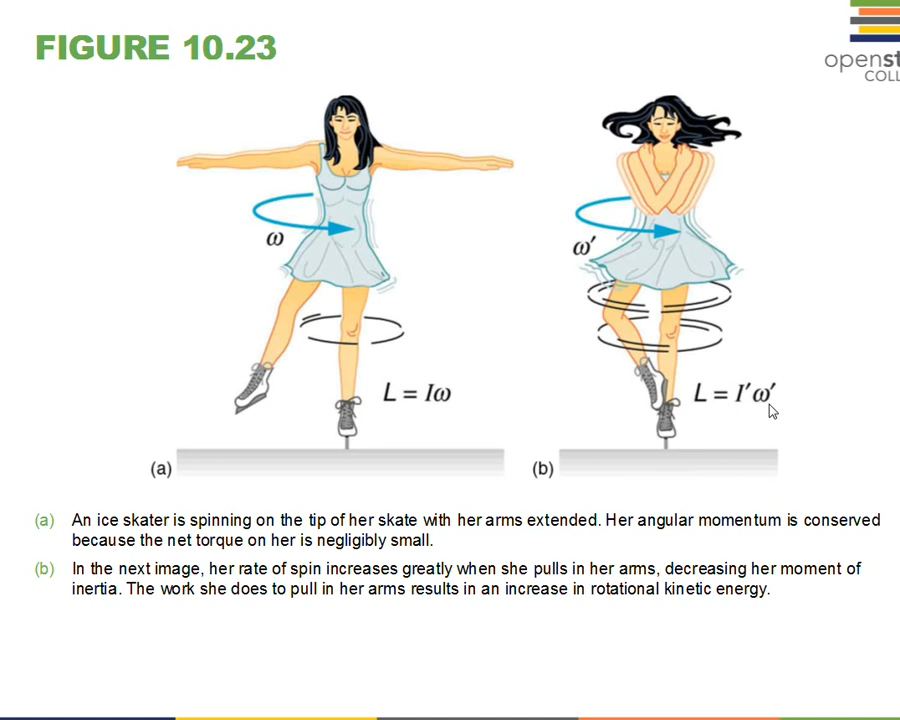 FIGURE 10.23
openst
COLL
ω
ω′
L = Iω
L = I′ω′
(a)
(b)
(a) An ice skater is spinning on the tip of her skate with her arms extended. Her angular momentum is conserved
because the net torque on her is negligibly small.
(b) In the next image, her rate of spin increases greatly when she pulls in her arms, decreasing her moment of
inertia. The work she does to pull in her arms results in an increase in rotational kinetic energy.